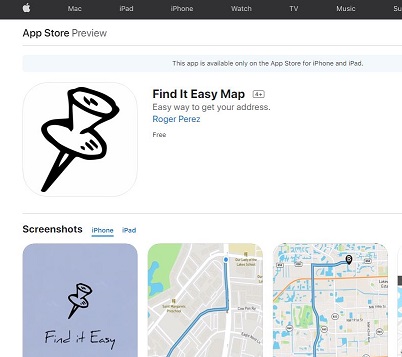 Mac iPad iPhone Watch TV Music Su
App Store Preview
This app is available only on the App Store for iPhone and iPad.
Find It Easy Map 4+
Easy way to get your address.
Roger Perez
Free
Screenshots iPhone iPad
Find it Easy